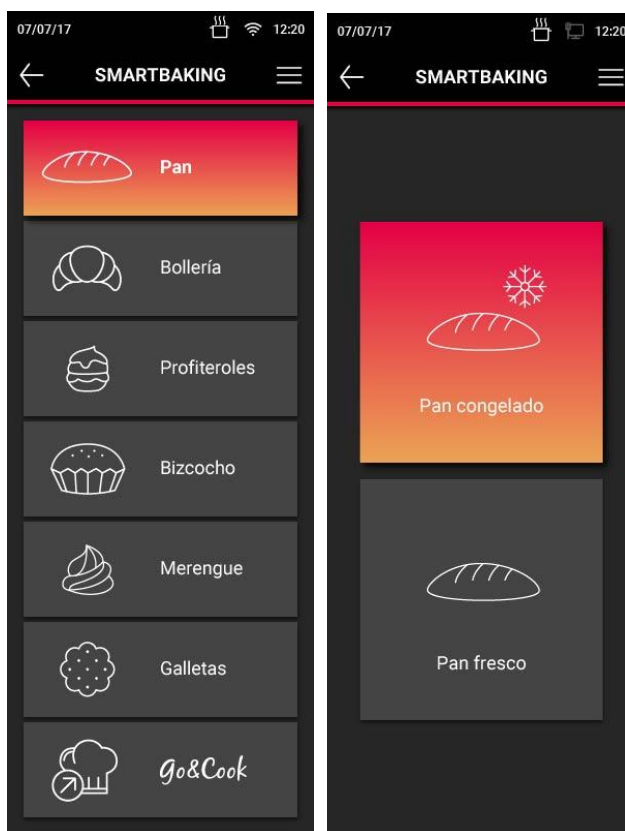 07/07/17 12:20
SMARTBAKING
Pan
Bollería
Profiteroles
Bizcocho
Merengue
Galletas
Go&Cook
07/07/17 12:20
SMARTBAKING
Pan congelado
Pan fresco